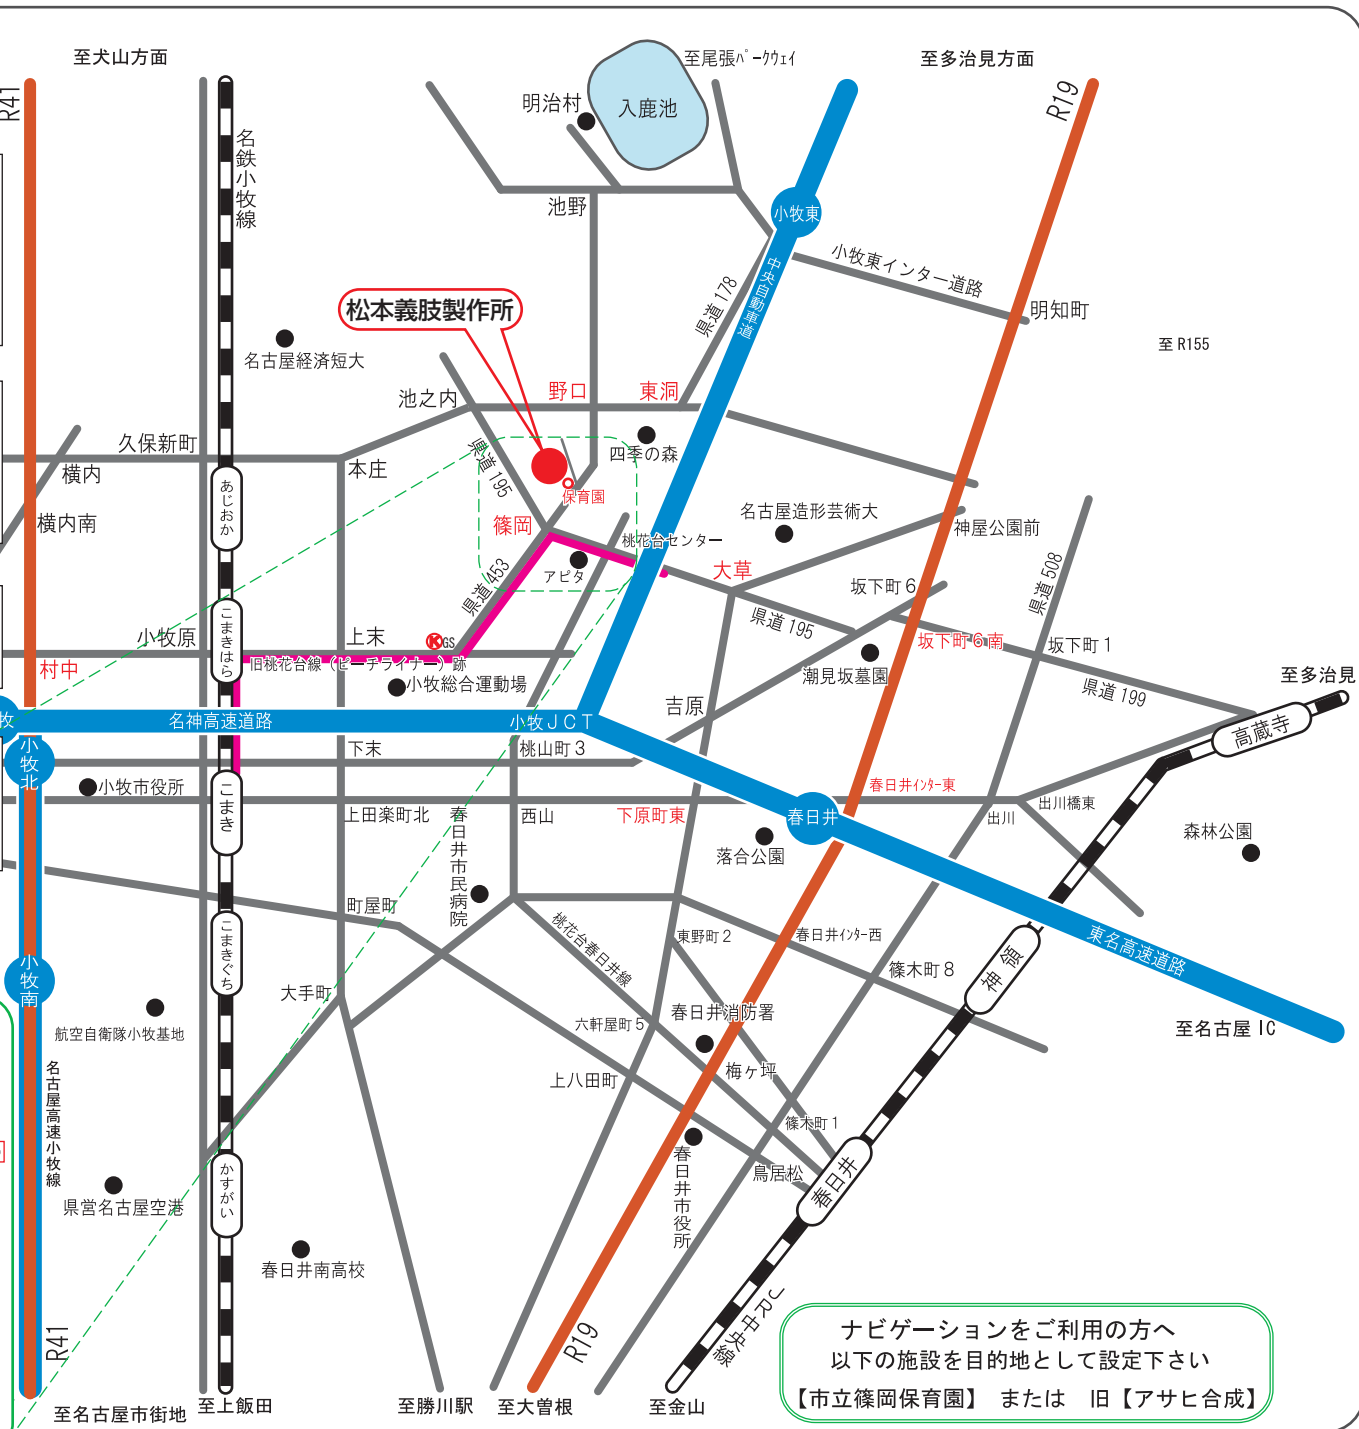 至犬山方面
R41
名鉄小牧線
明治村
入鹿池
至尾張パークウェイ
至多治見方面
R19
池野
小牧東
中央自動車道
小牧東インター道路
県道178
明知町
至 R155
松本義肢製作所
名古屋経済短大
池之内
野口
東洞
久保新町
横内
横内南
本庄
県道195
四季の森
保育園
あじおか
篠岡
桃花台センター
名古屋造形芸術大
神屋公園前
アピタ
大草
県道453
県道508
坂下町6
県道195
こまきはら
小牧原
上末
GS
旧桃花台線(ピーチライナー)跡
村中
小牧総合運動場
潮見坂墓園
坂下町6南
坂下町1
県道199
至多治見
高蔵寺
吉原
牧
名神高速道路
小牧JCT
小牧北
下末
桃山町3
小牧市役所
こまき
上田楽町北
春日井市民病院
西山
下原町東
春日井インター東
春日井
出川
出川橋東
森林公園
落合公園
町屋町
こまきぐち
桃花台春日井線
東野町2
春日井インター西
篠木町8
神領
東名高速道路
小牧南
大手町
航空自衛隊小牧基地
六軒屋町5
春日井消防署
至名古屋IC
名古屋高速小牧線
上八田町
梅ヶ坪
篠木町1
鳥居松
春日井
かすがい
県営名古屋空港
春日井市役所
春日井南高校
JR中央線
R41
R19
至名古屋市街地
至上飯田
至勝川駅
至大曽根
至金山
ナビゲーションをご利用の方へ
以下の施設を目的地として設定下さい
【市立篠岡保育園】 または 旧【アサヒ合成】